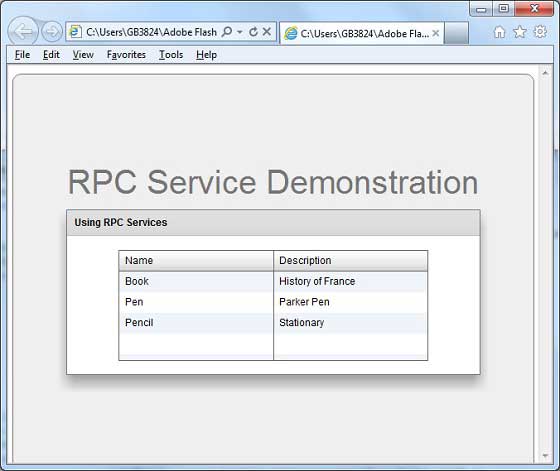 C:\Users\GB3824\Adobe Flash
C:\Users\GB3824\Adobe Fla...
File Edit View Favorites Tools Help
RPC Service Demonstration
Using RPC Services
Name Description
Book History of France
Pen Parker Pen
Pencil Stationary